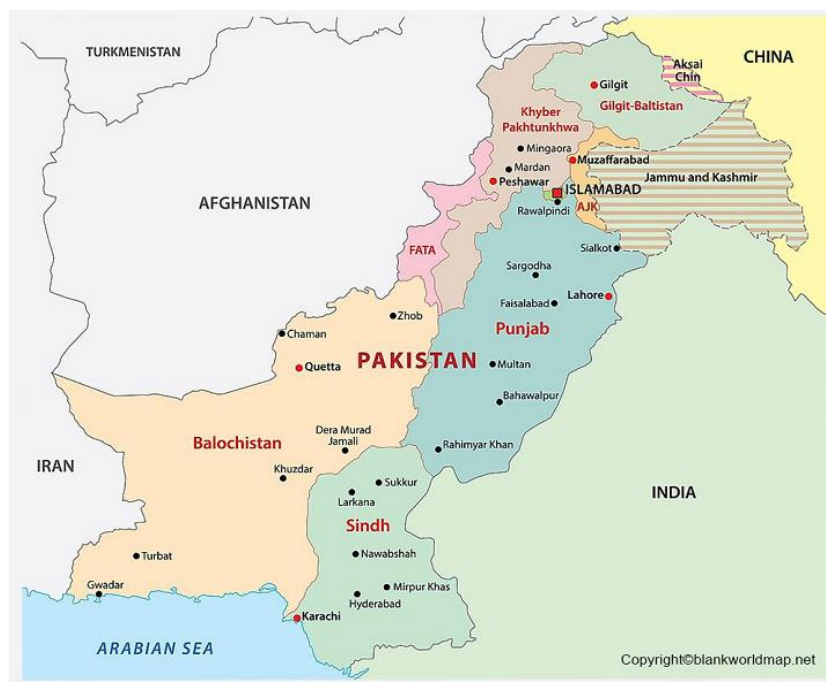 TURKMENISTAN
CHINA
Aksai
Chin
Gilgit
Gilgit-Baltistan
Khyber
Pakhtunkhwa
Mingaora
Muzaffarabad
Mardan
Jammu and Kashmir
Peshawar
ISLAMABAD
AFGHANISTAN
AJK
Rawalpindi
FATA
Sialkot
Sargodha
Lahore
Faisalabad
Zhob
Punjab
Chaman
PAKISTAN
Quetta
Multan
Bahawalpur
Dera Murad
Jamali
Balochistan
Rahimyar Khan
IRAN
Khuzdar
Sukkur
INDIA
Larkana
Sindh
Turbat
Nawabshah
Gwadar
Mirpur Khas
Hyderabad
Karachi
ARABIAN SEA
Copyright©blankworldmap.net